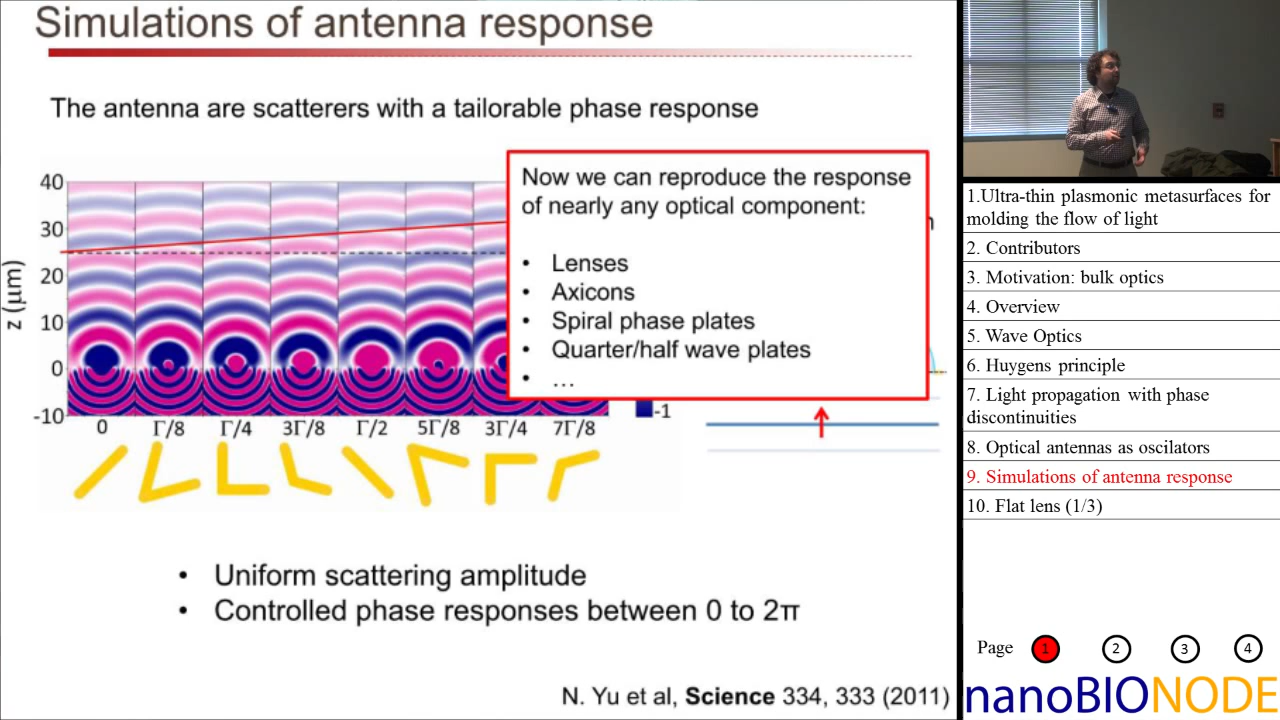 Simulations of antenna response
The antenna are scatterers with a tailorable phase response
Now we can reproduce the response
of nearly any optical component:
• Lenses
• Axicons
• Spiral phase plates
• Quarter/half wave plates
• ...
z (μm)
40
30
20
10
0
-10
-1
0 Γ/8 Γ/4 3Γ/8 Γ/2 5Γ/8 3Γ/4 7Γ/8
• Uniform scattering amplitude
• Controlled phase responses between 0 to 2π
N. Yu et al, Science 334, 333 (2011)
1.Ultra-thin plasmonic metasurfaces for
molding the flow of light
2. Contributors
3. Motivation: bulk optics
4. Overview
5. Wave Optics
6. Huygens principle
7. Light propagation with phase
discontinuities
8. Optical antennas as oscilators
9. Simulations of antenna response
10. Flat lens (1/3)
Page 1 2 3 4
nanoBIONODE